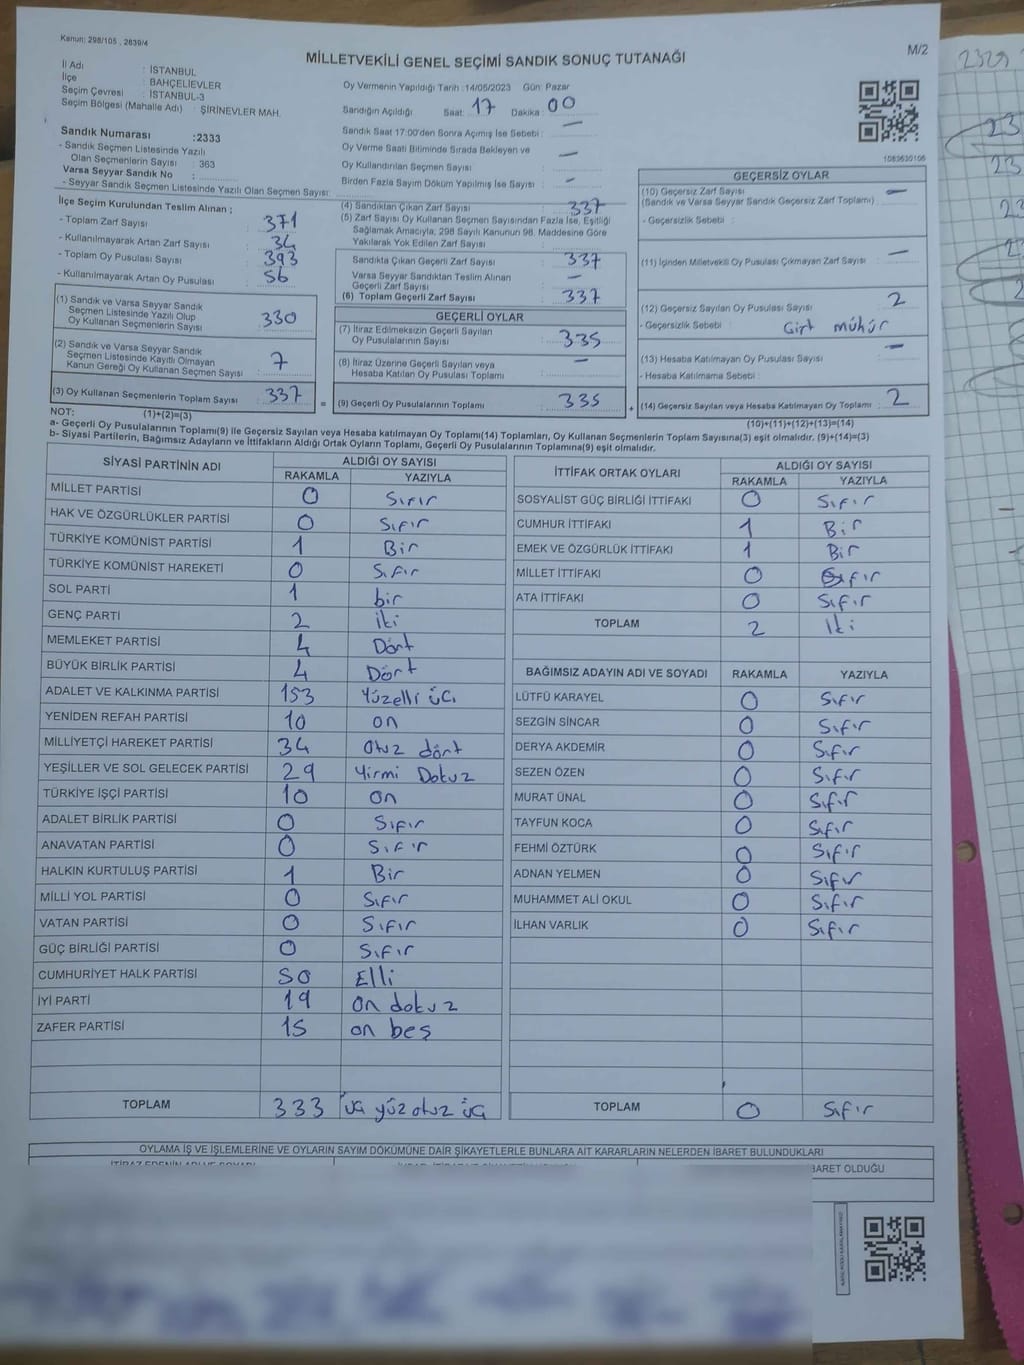 Kanun: 298/105 , 2839/4
M/2
MİLLETVEKİLİ GENEL SEÇİMİ SANDIK SONUÇ TUTANAĞI
İl Adı : İSTANBUL
İlçe : BAHÇELİEVLER
Seçim Çevresi : İSTANBUL-3
Seçim Bölgesi (Mahalle Adı) : ŞİRİNEVLER MAH.
Sandık Numarası :2333
- Sandık Seçmen Listesinde Yazılı
Olan Seçmenlerin Sayısı : 363
Varsa Seyyar Sandık No :
- Seyyar Sandık Seçmen Listesinde Yazılı Olan Seçmen Sayısı:
Oy Vermenin Yapıldığı Tarih :14/05/2023 Gün: Pazar
Sandığın Açıldığı Saat: 17 Dakika: 00
Sandık Saat 17:00'den Sonra Açımış İse Sebebi : —
Oy Verme Saati Bitiminde Sırada Bekleyen ve
Oy Kullandırılan Seçmen Sayısı : —
Birden Fazla Sayım Döküm Yapılmış İse Sayısı : -
1083630106
İlçe Seçim Kurulundan Teslim Alınan ;
- Toplam Zarf Sayısı : 371
- Kullanılmayarak Artan Zarf Sayısı : 34
- Toplam Oy Pusulası Sayısı : 393
- Kullanılmayarak Artan Oy Pusulası : 56
(1) Sandık ve Varsa Seyyar Sandık
Seçmen Listesinde Yazılı Olup
Oy Kullanan Seçmenlerin Sayısı : 330
(2) Sandık ve Varsa Seyyar Sandık
Seçmen Listesinde Kayıtlı Olmayan
Kanun Gereği Oy Kullanan Seçmen Sayısı : 7
(3) Oy Kullanan Seçmenlerin Toplam Sayısı : 337
(4) Sandıktan Çıkan Zarf Sayısı : 337
(5) Zarf Sayısı Oy Kullanan Seçmen Sayısından Fazla İse, Eşitliği
Sağlamak Amacıyla, 298 Sayılı Kanunun 98. Maddesine Göre
Yakılarak Yok Edilen Zarf Sayısı :
Sandıkta Çıkan Geçerli Zarf Sayısı : 337
Varsa Seyyar Sandıktan Teslim Alınan
Geçerli Zarf Sayısı : —
(6) Toplam Geçerli Zarf Sayısı : 337
GEÇERLİ OYLAR
(7) İtiraz Edilmeksizin Geçerli Sayılan
Oy Pusulalarının Sayısı : 335
(8) İtiraz Üzerine Geçerli Sayılan veya
Hesaba Katılan Oy Pusulası Toplamı : —
= (9) Geçerli Oy Pusulalarının Toplamı : 335
GEÇERSİZ OYLAR
(10) Geçersiz Zarf Sayısı : —
(Sandık ve Varsa Seyyar Sandık Geçersiz Zarf Toplamı)
- Geçersizlik Sebebi :
(11) İçinden Milletvekili Oy Pusulası Çıkmayan Zarf Sayısı : —
(12) Geçersiz Sayılan Oy Pusulası Sayısı : 2
- Geçersizlik Sebebi : Çift mühür
(13) Hesaba Katılmayan Oy Pusulası Sayısı : —
- Hesaba Katılmama Sebebi :
+ (14) Geçersiz Sayılan veya Hesaba Katılmayan Oy Toplamı : 2
NOT: (1)+(2)=(3)
(10)+(11)+(12)+(13)=(14)
a- Geçerli Oy Pusulalarının Toplamı(9) ile Geçersiz Sayılan veya Hesaba katılmayan Oy Toplamı(14) Toplamları, Oy Kullanan Seçmenlerin Toplam Sayısına(3) eşit olmalıdır. (9)+(14)=(3)
b- Siyasi Partilerin, Bağımsız Adayların ve İttifakların Aldığı Ortak Oyların Toplamı, Geçerli Oy Pusulalarının Toplamına(9) eşit olmalıdır.
SİYASİ PARTİNİN ADI ALDIĞI OY SAYISI
RAKAMLA YAZIYLA
MİLLET PARTİSİ 0 Sıfır
HAK VE ÖZGÜRLÜKLER PARTİSİ 0 Sıfır
TÜRKİYE KOMÜNİST PARTİSİ 1 Bir
TÜRKİYE KOMÜNİST HAREKETİ 0 Sıfır
SOL PARTİ 1 bir
GENÇ PARTİ 2 iki
MEMLEKET PARTİSİ 4 Dört
BÜYÜK BİRLİK PARTİSİ 4 Dört
ADALET VE KALKINMA PARTİSİ 153 Yüzelli üç
YENİDEN REFAH PARTİSİ 10 on
MİLLİYETÇİ HAREKET PARTİSİ 34 Otuz dört
YEŞİLLER VE SOL GELECEK PARTİSİ 29 Yirmi Dokuz
TÜRKİYE İŞÇİ PARTİSİ 10 on
ADALET BİRLİK PARTİSİ 0 Sıfır
ANAVATAN PARTİSİ 0 Sıfır
HALKIN KURTULUŞ PARTİSİ 1 Bir
MİLLİ YOL PARTİSİ 0 Sıfır
VATAN PARTİSİ 0 Sıfır
GÜÇ BİRLİĞİ PARTİSİ 0 Sıfır
CUMHURİYET HALK PARTİSİ 50 Elli
İYİ PARTİ 19 on dokuz
ZAFER PARTİSİ 15 on beş
TOPLAM 333 üç yüz otuz üç
İTTİFAK ORTAK OYLARI ALDIĞI OY SAYISI
RAKAMLA YAZIYLA
SOSYALİST GÜÇ BİRLİĞİ İTTİFAKI 0 Sıfır
CUMHUR İTTİFAKI 1 Bir
EMEK VE ÖZGÜRLÜK İTTİFAKI 1 Bir
MİLLET İTTİFAKI 0 Sıfır
ATA İTTİFAKI 0 Sıfır
TOPLAM 2 İki
BAĞIMSIZ ADAYIN ADI VE SOYADI RAKAMLA YAZIYLA
LÜTFÜ KARAYEL 0 Sıfır
SEZGİN SİNCAR 0 Sıfır
DERYA AKDEMİR 0 Sıfır
SEZEN ÖZEN 0 Sıfır
MURAT ÜNAL 0 Sıfır
TAYFUN KOCA 0 Sıfır
FEHMİ ÖZTÜRK 0 Sıfır
ADNAN YELMEN 0 Sıfır
MUHAMMET ALİ OKUL 0 Sıfır
İLHAN VARLIK 0 Sıfır
TOPLAM 0 Sıfır
OYLAMA İŞ VE İŞLEMLERİNE VE OYLARIN SAYIM DÖKÜMÜNE DAİR ŞİKAYETLERLE BUNLARA AİT KARARLARIN NELERDEN İBARET BULUNDUKLARI
BARET OLDUĞU
2329
23
23